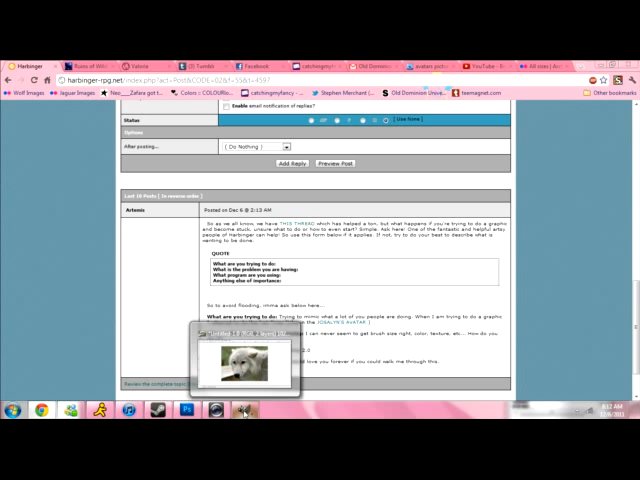 Harbinger
Ruins of Wild
Valoria
(3) Tumblr
Facebook
catchingmyfancy
Old Dominion
avatars
YouTube - R
AB sizes (A
harbinger-rpg.net/index.php?act=Post&CODE=02&f=55&t=4597
Wolf Images
Jaguar Images
Neo___Zafara got t...
Colors :: COLOURlo...
catchingmyfancy
Stephen Merchant (...
Old Dominion Unive...
teemagnet.com
Other bookmarks
Enable email notification of replies?
Status
[ Use None ]
Options
After posting...
( Do Nothing )
Add Reply
Preview Post
Last 10 Posts [ In reverse order ]
Artemis
Posted on Dec 6 @ 2:13 AM
So as we all know, we have THIS THREAD which has helped a ton, but what happens if you're trying to do a graphic
and become stuck, unsure what to do or how to even start? Simple. Ask here! One of the fantastic and helpful artsy
people of Harbinger can help! So use this form below if it applies. If not, try to do your best to describe what is
wanting to be done.
QUOTE
What are you trying to do:
What is the problem you are having:
What program are you using:
Anything else of importance:
So to avoid flooding, imma ask below here...
What are you trying to do: Trying to mimic what a lot of you people are doing. When I am trying to do a graphic
the JOSALYN'S AVATAR ]
I can never seem to get brush size right, color, texture, etc... How do you
2.0
d love you forever if you could walk me through this.
Review the complete topic
8:12 AM
12/6/2011